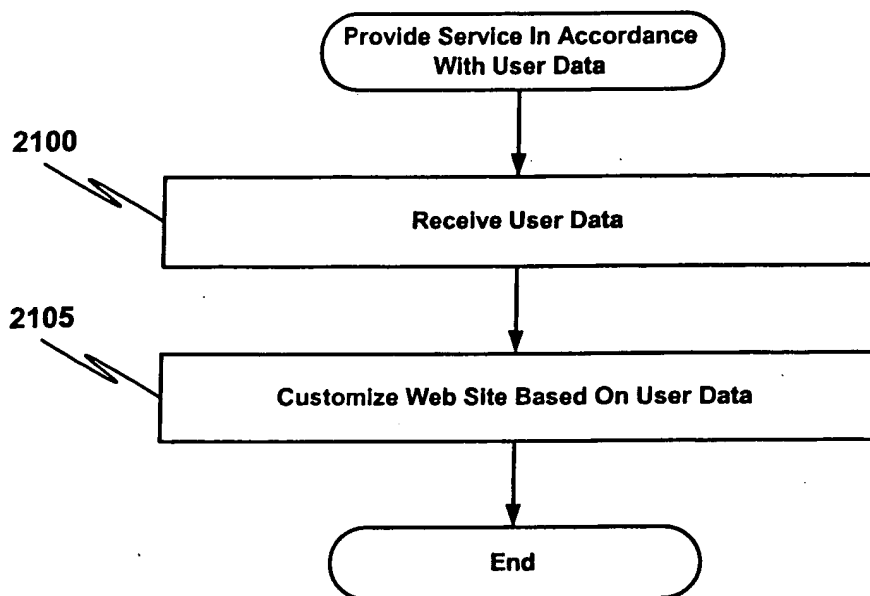 Provide Service In Accordance
With User Data
2100
Receive User Data
2105
Customize Web Site Based On User Data
End